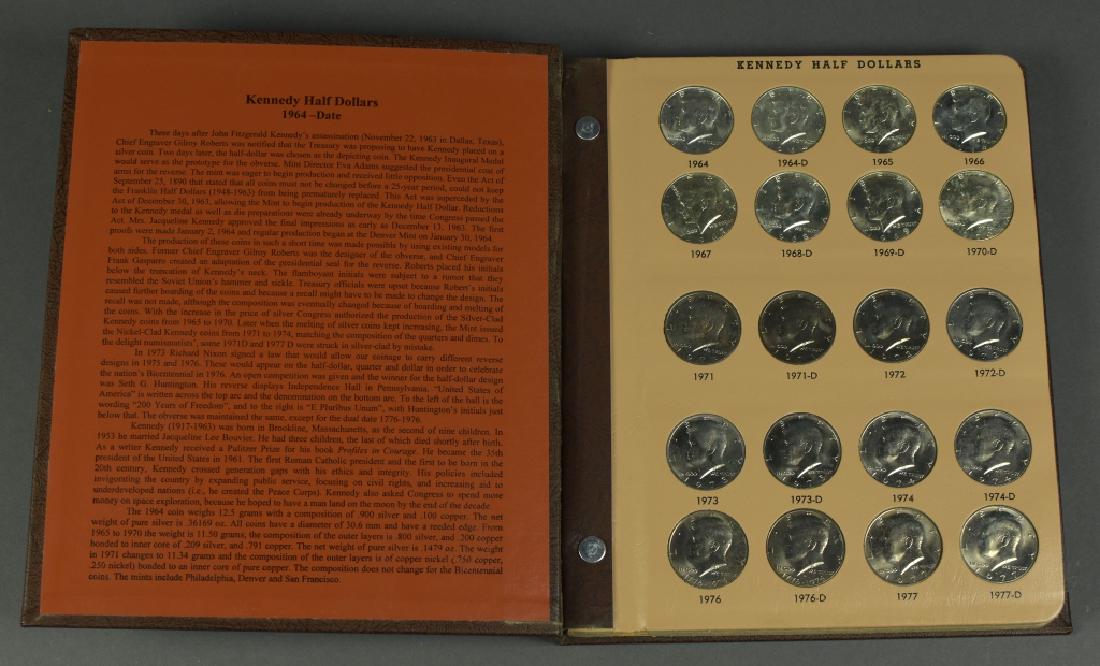 Kennedy Half Dollars
1964 –Date
Three days after John Fitzgerald Kennedy's assassination (November 22, 1963 in Dallas, Texas),
Chief Engraver Gilroy Roberts was notified that the Treasury was proposing to have Kennedy placed on a
silver coin. Two days later, the half-dollar was chosen as the depicting coin. The Kennedy Inaugural Medal
would serve as the prototype for the obverse. Mint Director Eva Adams suggested the presidential coat of
arms for the reverse. The mint was eager to begin production and received little opposition. Even the Act of
September 23, 1890 that stated that all coins must not be changed before a 25-year period, could not keep
the Franklin Half Dollars (1948-1963) from being prematurely replaced. This Act was superceded by the
Act of December 30, 1963, allowing the Mint to begin production of the Kennedy Half Dollar. Reductions
to the Kennedy medal as well as die preparations were already underway by the time Congress passed the
Act. Mrs. Jacqueline Kennedy approved the final impressions as early as December 13, 1963. The first
proofs were made January 2, 1964 and regular production began at the Denver Mint on January 30, 1964.
The production of these coins in such a short time was made possible by using existing models for
both sides. Former Chief Engraver Gilroy Roberts was the designer of the obverse, and Chief Engraver
Frank Gasparro created an adaptation of the presidential seal for the reverse. Roberts placed his initials
below the truncation of Kennedy's neck. The flamboyant initials were subject to a rumor that they
resembled the Soviet Union's hammer and sickle. Treasury officials were upset because Robert's initials
caused further hoarding of the coins and because a recall might have to be made to change the design. The
recall was not made, although the composition was eventually changed because of hoarding and melting of
the coins. With the increase in the price of silver Congress authorized the production of the Silver-Clad
Kennedy coins from 1965 to 1970. Later when the melting of silver coins kept increasing, the Mint issued
the Nickel-Clad Kennedy coins from 1971 to 1974, matching the composition of the quarters and dimes. To
the delight numismatists', some 1971D and 1972 D were struck in silver-clad by mistake.
In 1973 Richard Nixon signed a law that would allow our coinage to carry different reverse
designs in 1975 and 1976. These would appear on the half-dollar, quarter and dollar in order to celebrate
the nation's Bicentennial in 1976. An open competition was given and the winner for the half-dollar design
was Seth G. Huntington. His reverse displays Independence Hall in Pennsylvania. "United States of
America" is written across the top arc and the denomination on the bottom arc. To the left of the hall is the
wording "200 Years of Freedom", and to the right is "E Pluribus Unum", with Huntington's initials just
below that. The obverse was maintained the same, except for the dual date 1776-1976.
Kennedy (1917-1963) was born in Brookline, Massachusetts, as the second of nine children. In
1953 he married Jacqueline Lee Bouvier. He had three children, the last of which died shortly after birth.
As a writer Kennedy received a Pulitzer Prize for his book Profiles in Courage. He became the 35th
president of the United States in 1961. The first Roman Catholic president and the first to be born in the
20th century, Kennedy crossed generation gaps with his ethics and integrity. His policies included
invigorating the country by expanding public service, focusing on civil rights, and increasing aid to
underdeveloped nations (i.e., he created the Peace Corps). Kennedy also asked Congress to spend more
money on space exploration, because he hoped to have a man land on the moon by the end of the decade.
The 1964 coin weighs 12.5 grams with a composition of .900 silver and .100 copper. The net
weight of pure silver is .36169 oz. All coins have a diameter of 30.6 mm and have a reeded edge. From
1965 to 1970 the weight is 11.50 grams; the composition of the outer layers is .800 silver, and .200 copper
bonded to inner core of .209 silver, and .791 copper. The net weight of pure silver is .1479 oz. The weight
in 1971 changes to 11.34 grams and the composition of the outer layers is of copper nickel (.750 copper,
.250 nickel) bonded to an inner core of pure copper. The composition does not change for the Bicentennial
coins. The mints include Philadelphia, Denver and San Francisco.
KENNEDY HALF DOLLARS
1964 1964-D 1965 1966
1967 1968-D 1969-D 1970-D
1971 1971-D 1972 1972-D
1973 1973-D 1974 1974-D
1976 1976-D 1977 1977-D